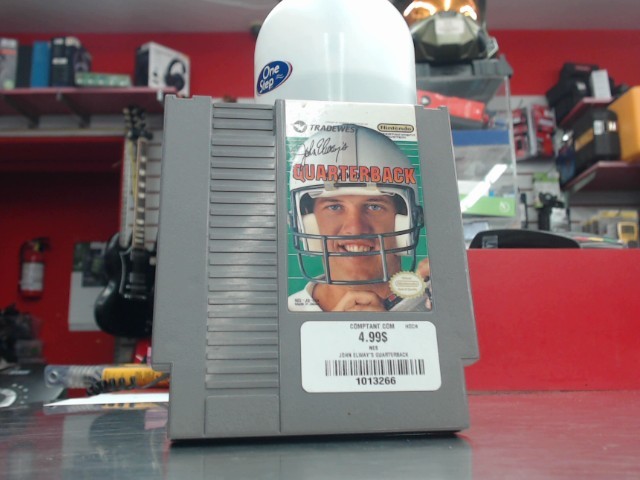 One
Step
TRADEWEST
Nintendo
John Elway's
QUARTERBACK
COMPTANT.COM
4.99$
NES
JOHN ELWAY'S QUARTERBACK
1013266